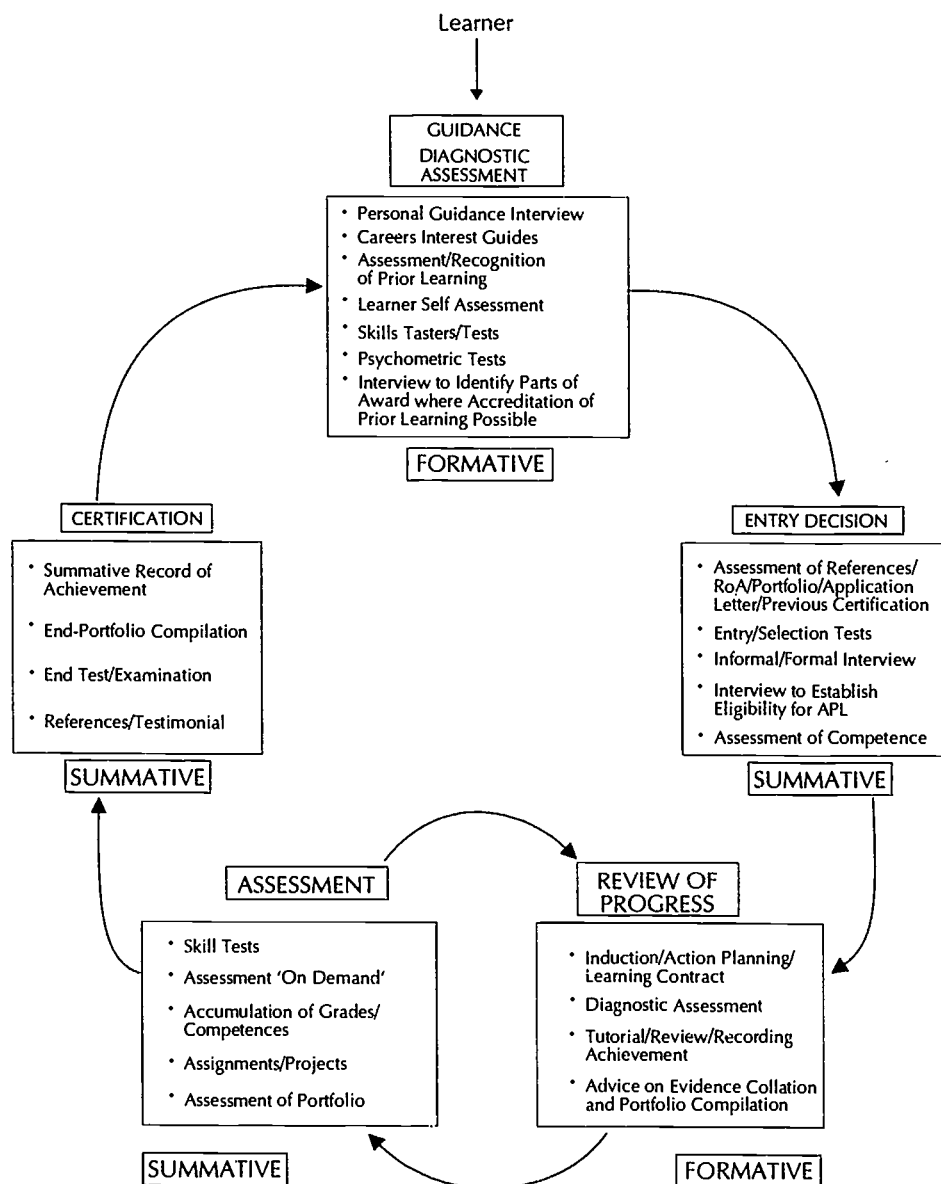 Learner
GUIDANCE
DIAGNOSTIC
ASSESSMENT
• Personal Guidance Interview
• Careers Interest Guides
• Assessment/Recognition
of Prior Learning
• Learner Self Assessment
• Skills Tasters/Tests
• Psychometric Tests
• Interview to Identify Parts of
Award where Accreditation of
Prior Learning Possible
FORMATIVE
ENTRY DECISION
• Assessment of References/
RoA/Portfolio/Application
Letter/Previous Certification
• Entry/Selection Tests
• Informal/Formal Interview
• Interview to Establish
Eligibility for APL
• Assessment of Competence
SUMMATIVE
REVIEW OF
PROGRESS
• Induction/Action Planning/
Learning Contract
• Diagnostic Assessment
• Tutorial/Review/Recording
Achievement
• Advice on Evidence Collation
and Portfolio Compilation
FORMATIVE
ASSESSMENT
• Skill Tests
• Assessment ‘On Demand’
• Accumulation of Grades/
Competences
• Assignments/Projects
• Assessment of Portfolio
SUMMATIVE
CERTIFICATION
• Summative Record of
Achievement
• End-Portfolio Compilation
• End Test/Examination
• References/Testimonial
SUMMATIVE